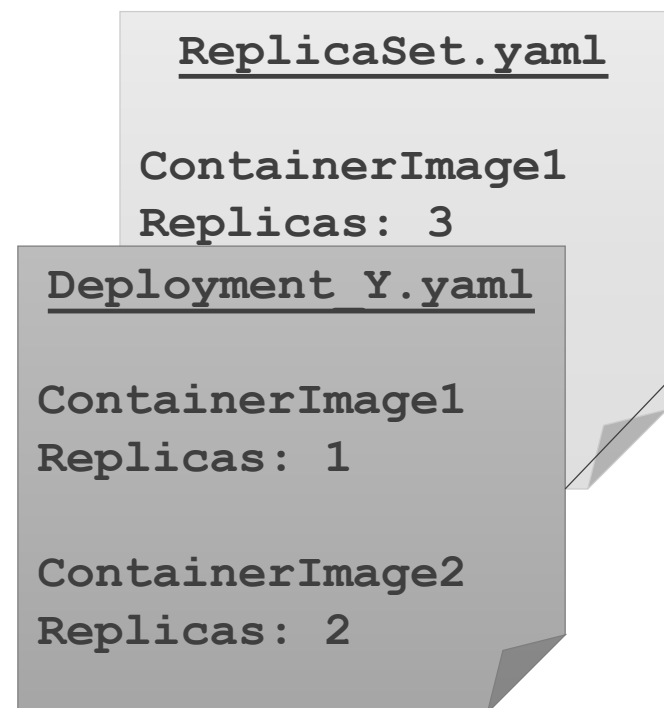 ReplicaSet.yaml
ContainerImage1
Replicas: 3
Deployment_Y.yaml
ContainerImage1
Replicas: 1
ContainerImage2
Replicas: 2